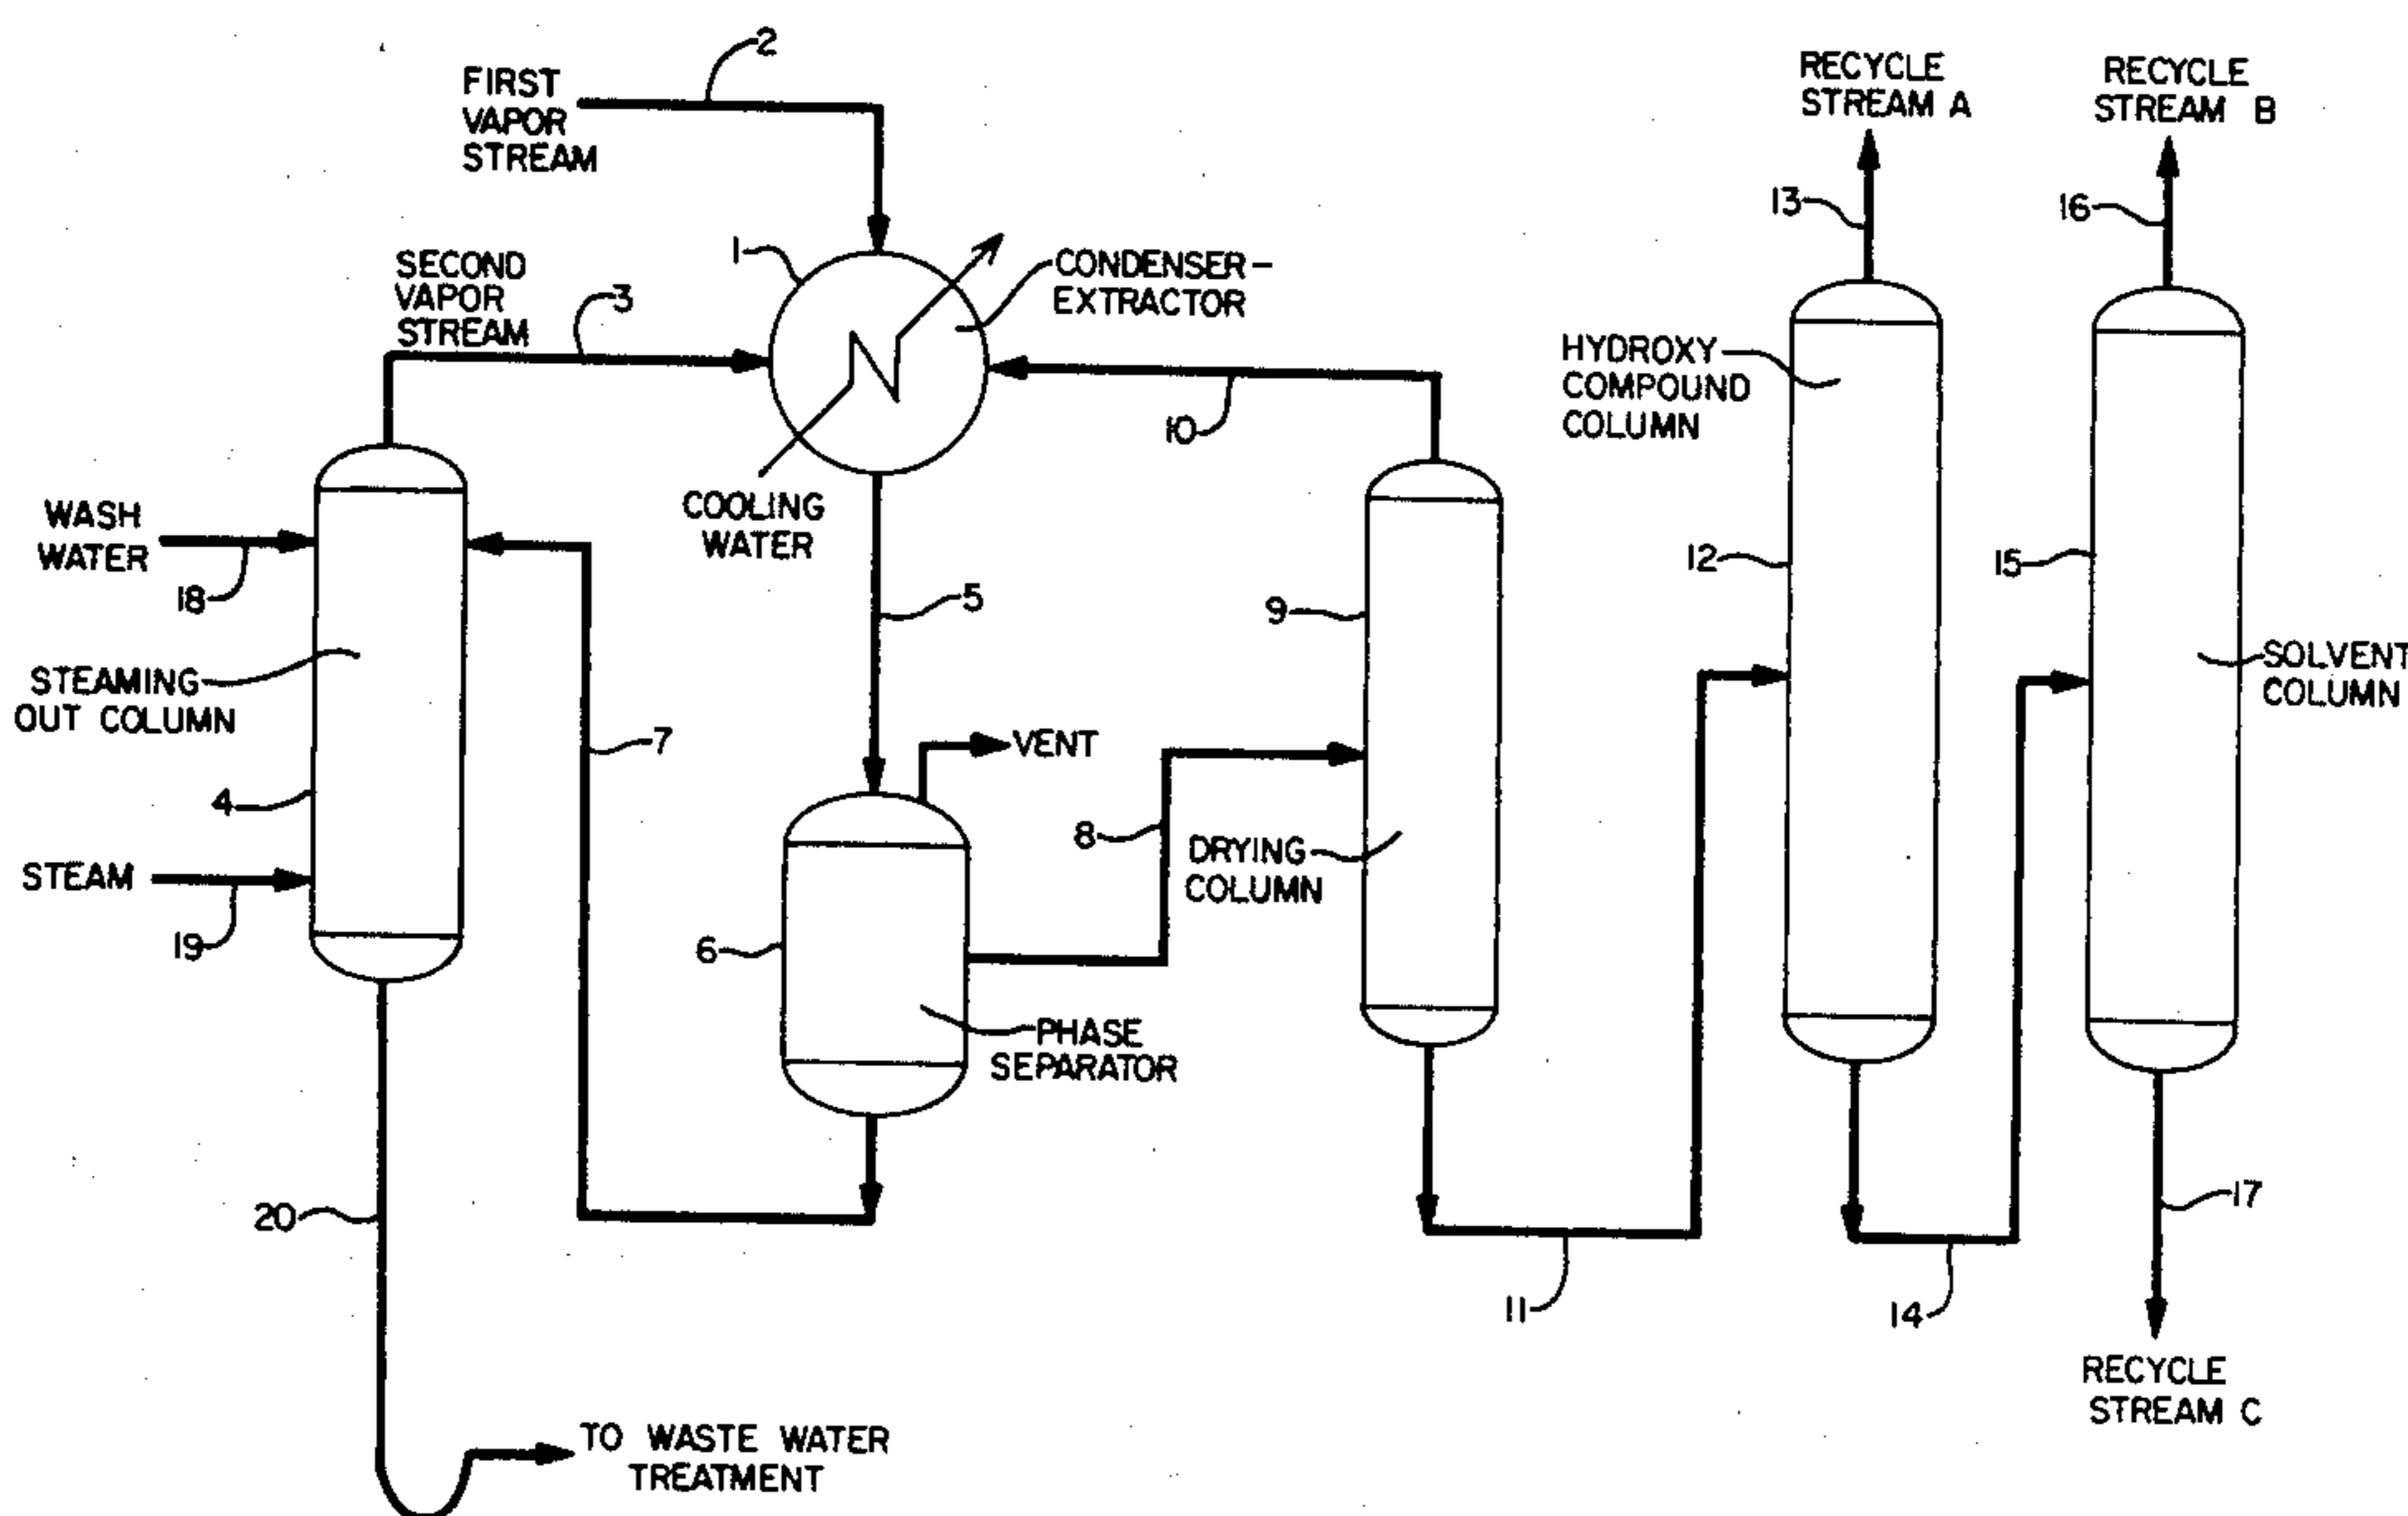 2
FIRST
VAPOR
STREAM
RECYCLE
STREAM A
RECYCLE
STREAM B
13
16
1
CONDENSER-
EXTRACTOR
SECOND
VAPOR
STREAM
3
HYDROXY
COMPOUND
COLUMN
10
WASH
WATER
18
COOLING
WATER
12
15
5
9
STEAMING
OUT COLUMN
SOLVENT
COLUMN
7
VENT
4
8
DRYING
COLUMN
STEAM
19
6
PHASE
SEPARATOR
20
17
11
14
RECYCLE
STREAM C
TO WASTE WATER
TREATMENT